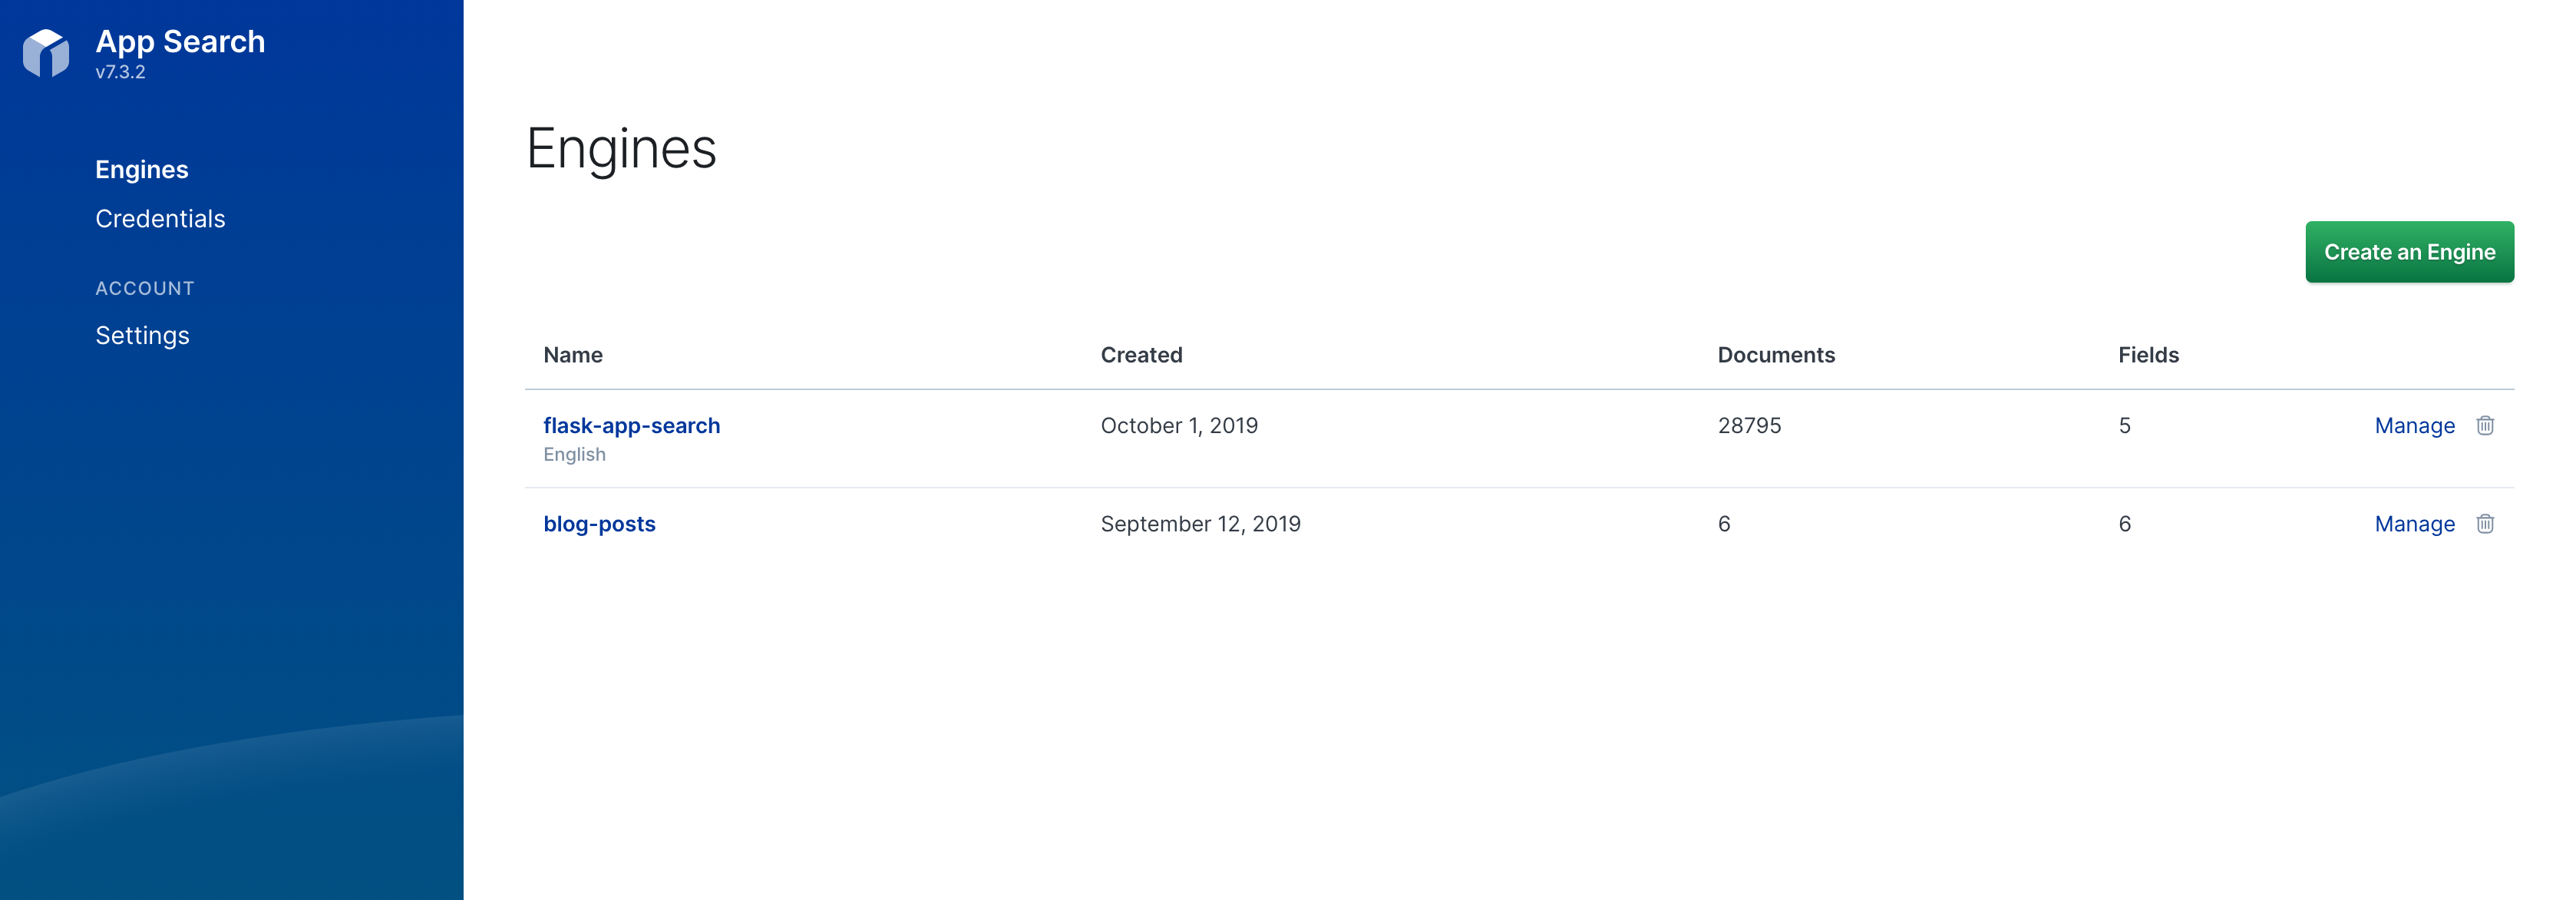 App Search
v7.3.2
Engines
Credentials
ACCOUNT
Settings
Engines
Create an Engine
Name Created Documents Fields
flask-app-search October 1, 2019 28795 5 Manage
English
blog-posts September 12, 2019 6 6 Manage